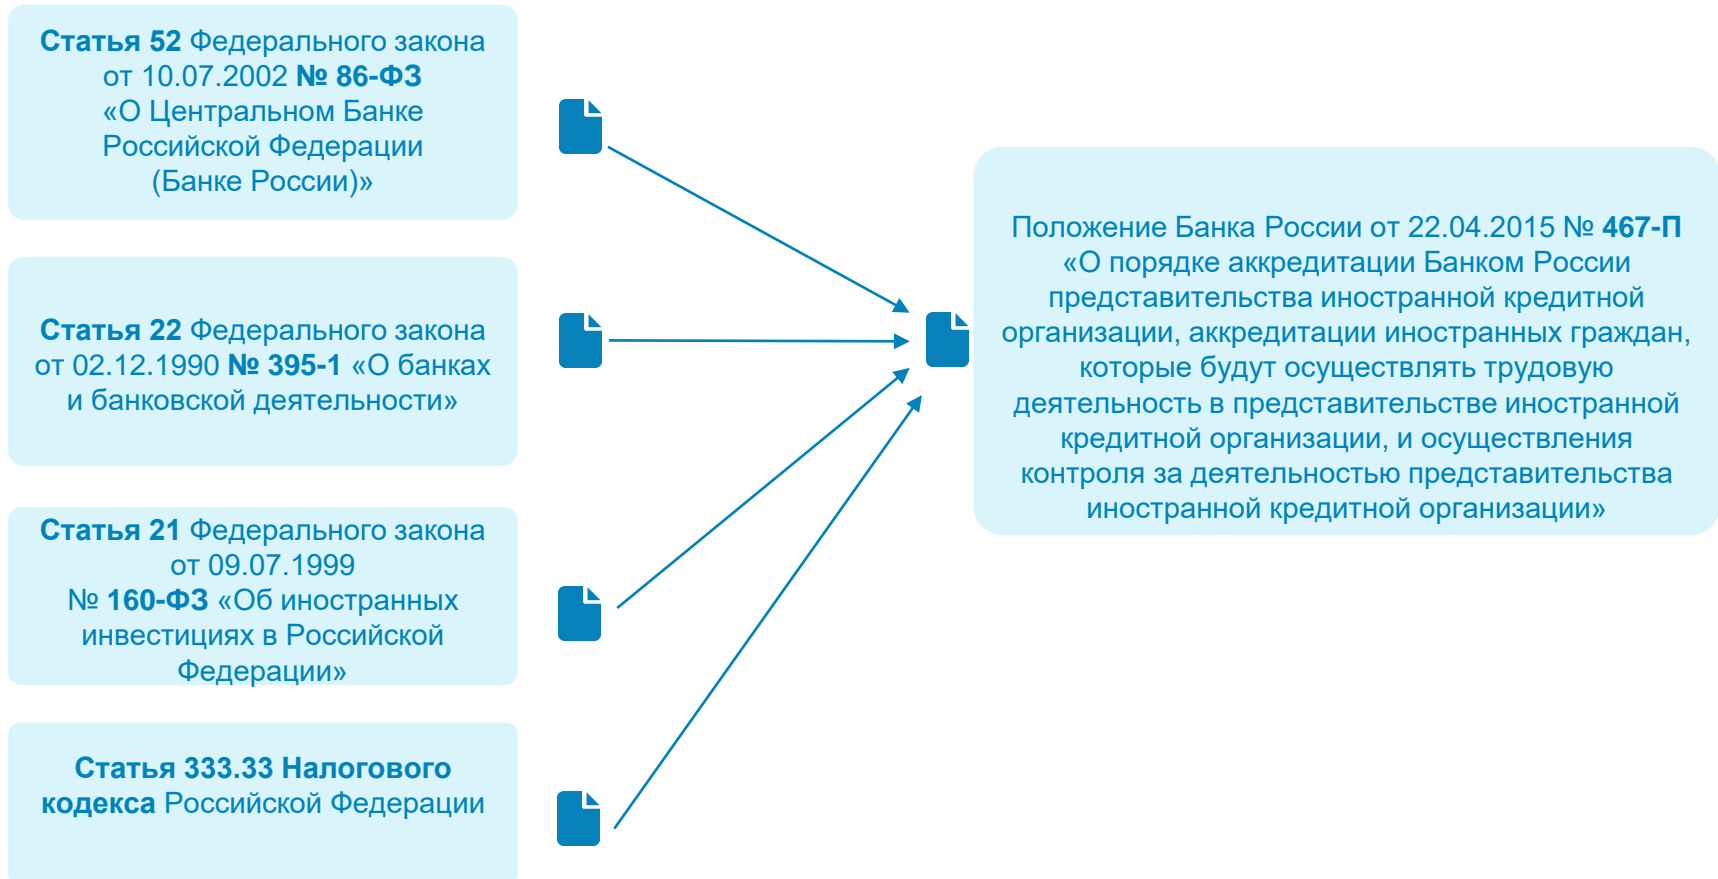 Статья 52 Федерального закона
от 10.07.2002 № 86-ФЗ
«О Центральном Банке
Российской Федерации
(Банке России)»
Статья 22 Федерального закона
от 02.12.1990 № 395-1 «О банках
и банковской деятельности»
Статья 21 Федерального закона
от 09.07.1999
№ 160-ФЗ «Об иностранных
инвестициях в Российской
Федерации»
Статья 333.33 Налогового
кодекса Российской Федерации
Положение Банка России от 22.04.2015 № 467-П
«О порядке аккредитации Банком России
представительства иностранной кредитной
организации, аккредитации иностранных граждан,
которые будут осуществлять трудовую
деятельность в представительстве иностранной
кредитной организации, и осуществления
контроля за деятельностью представительства
иностранной кредитной организации»